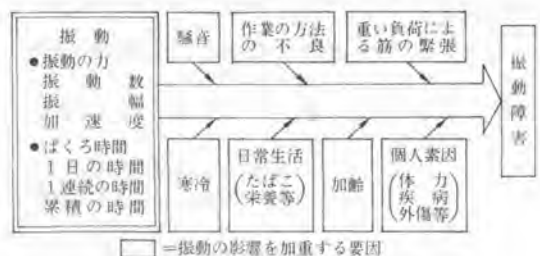 振動
●振動の力
振動数
振幅
加速度
●ばくろ時間
1日の時間
1連続の時間
累積の時間
騒音
作業の方法
の不良
重い負荷によ
る筋の緊張
寒冷
日常生活
(たばこ
栄養等)
加齢
個人素因
(体力
疾病
外傷等)
振動障害
=振動の影響を加重する要因